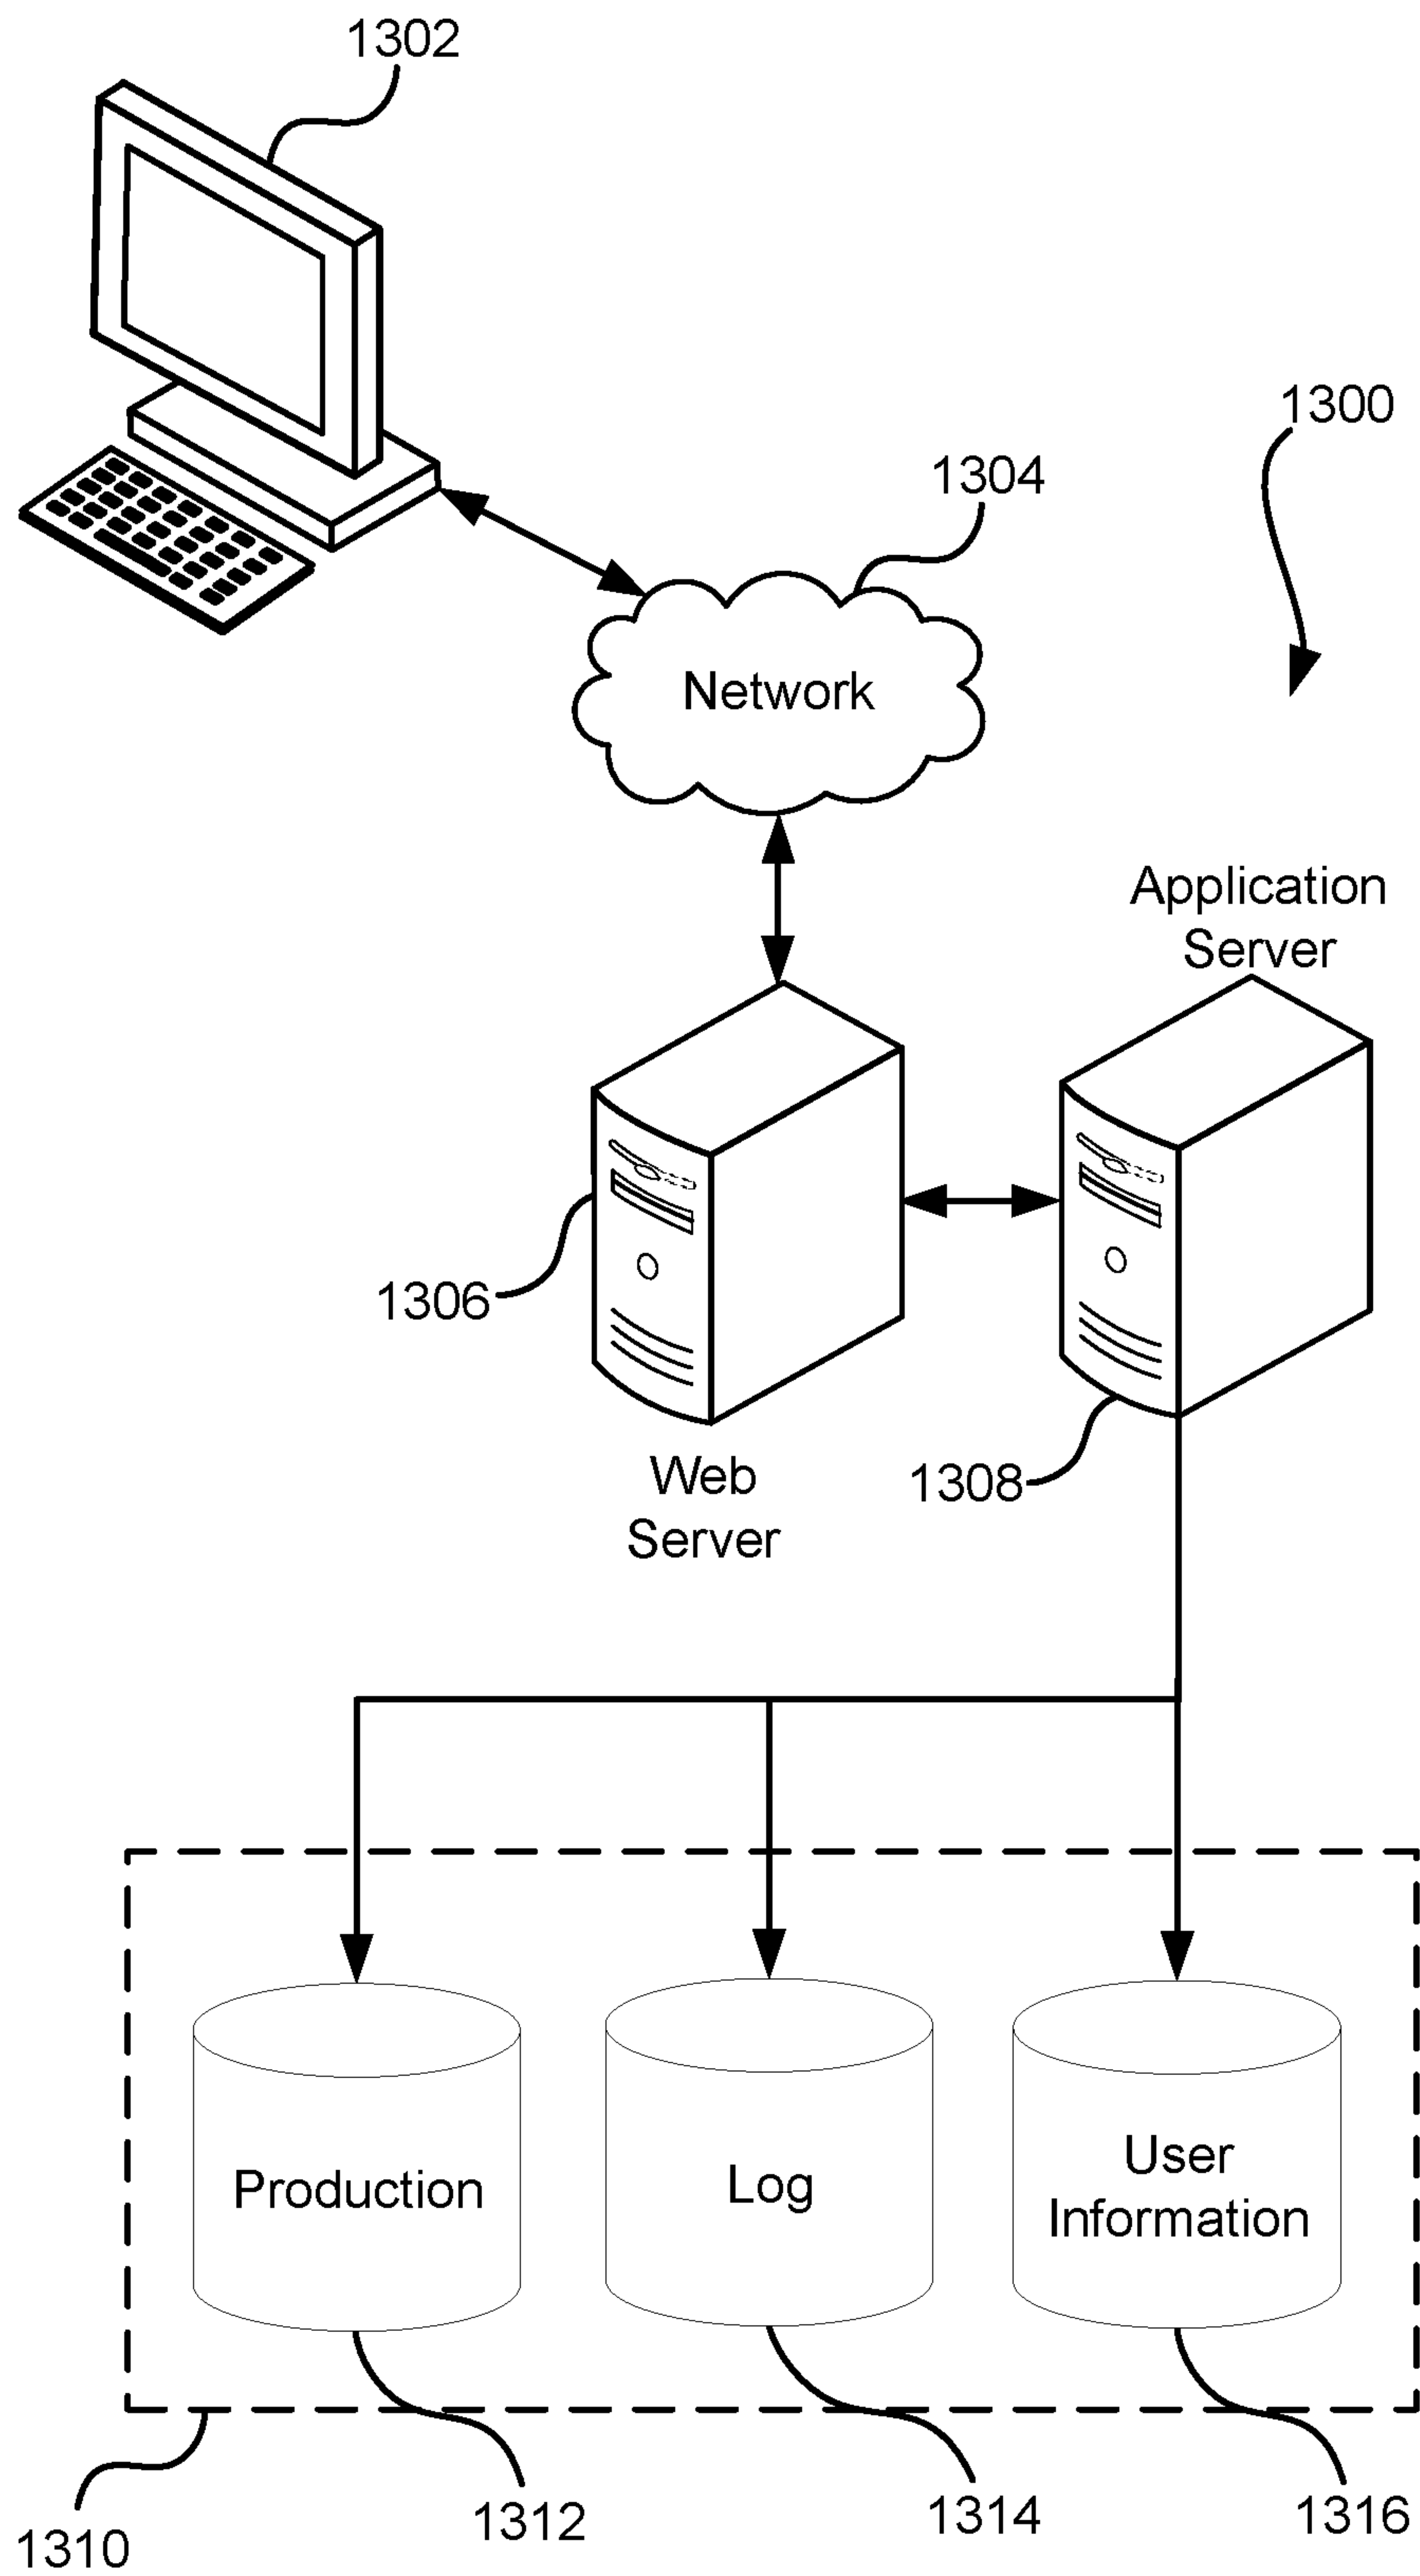 1302
1300
1304
Network
Application
Server
1306
Web
Server
1308
Production
Log
User
Information
1310
1312
1314
1316